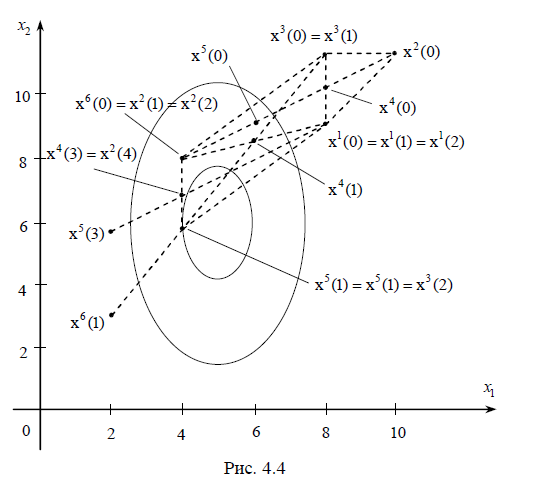 x₂
x³(0) = x³(1)
x²(0)
x⁵(0)
10
x⁶(0) = x²(1) = x²(2)
x⁴(0)
x¹(0) = x¹(1) = x¹(2)
8
x⁴(3) = x²(4)
x⁴(1)
6
x⁵(3)
x⁵(1) = x⁵(1) = x³(2)
4
x⁶(1)
2
x₁
0 2 4 6 8 10
Рис. 4.4